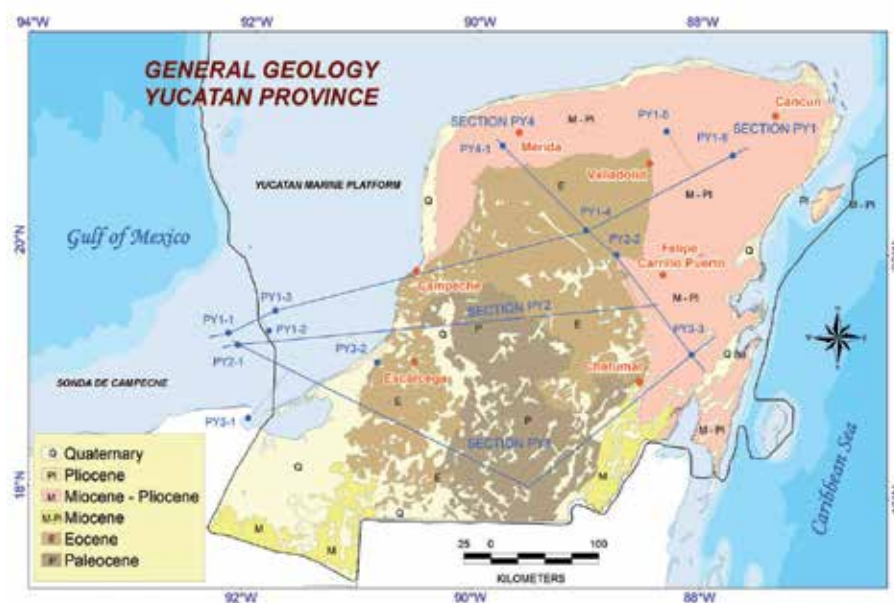 94°W
92°W
90°W
88°W
GENERAL GEOLOGY
YUCATAN PROVINCE
Cancun
SECTION PY4
M - Pl
PY1-5
SECTION PY1
Merida
PY4-1
PY1-6
Valladolid
E
M - Pl
YUCATAN MARINE PLATFORM
Q
Pl
M - Pl
20°N
Gulf of Mexico
PY1-4
PY2-2
Q
Felipe
Carrillo Puerto
Campeche
M - Pl
PY1-3
SECTION PY2
PY1-1
PY1-2
Q
P
E
PY2-1
PY3-2
PY3-3
Escarcega
Chetumal
SONDA DE CAMPECHE
E
P
PY3-1
M - Pl
SECTION PY3
Q Quaternary
Pl Pliocene
M Miocene - Pliocene
M-Pl Miocene
E Eocene
Paleocene
18°N
Q
E
M
Q
M
M
25 0 100
KILOMETERS
Caribbean Sea
92°W
90°W
88°W